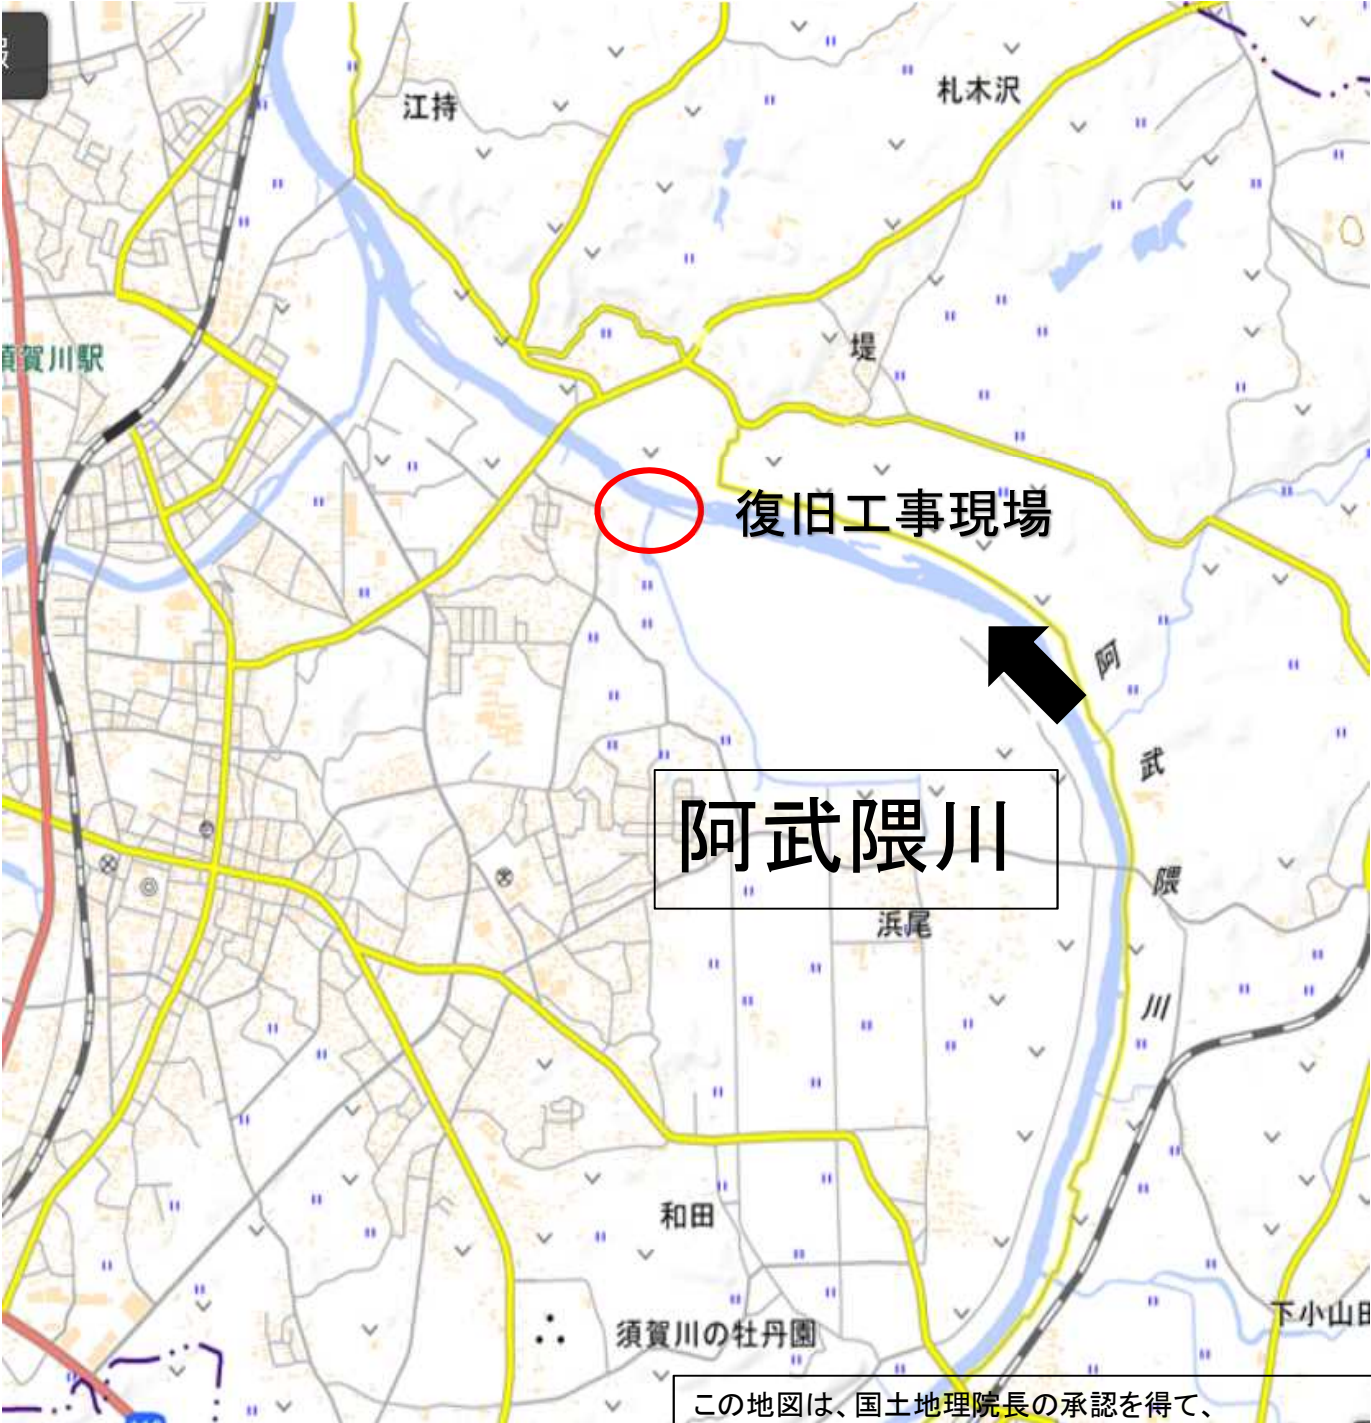 報
江持
札木沢
須賀川駅
堤
復旧工事現場
阿
武
隈
川
阿武隈川
浜尾
和田
須賀川の牡丹園
下小山田
この地図は、国土地理院長の承認を得て、